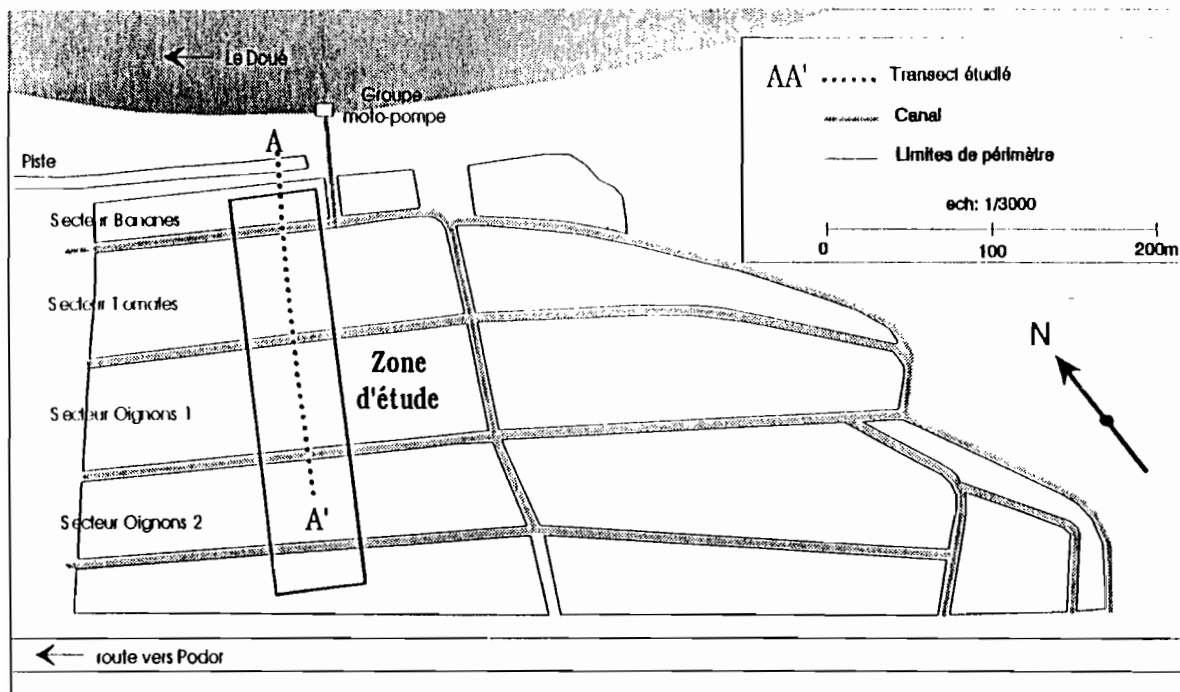 Le Doué
Groupe
moto-pompe
A
Piste
Secteur Bananes
Secteur Tomates
Zone
d'étude
Secteur Oignons 1
Secteur Oignons 2
A'
route vers Podor
AA' Transect étudié
Canal
Limites de périmètre
ech: 1/3000
0 100 200m
N